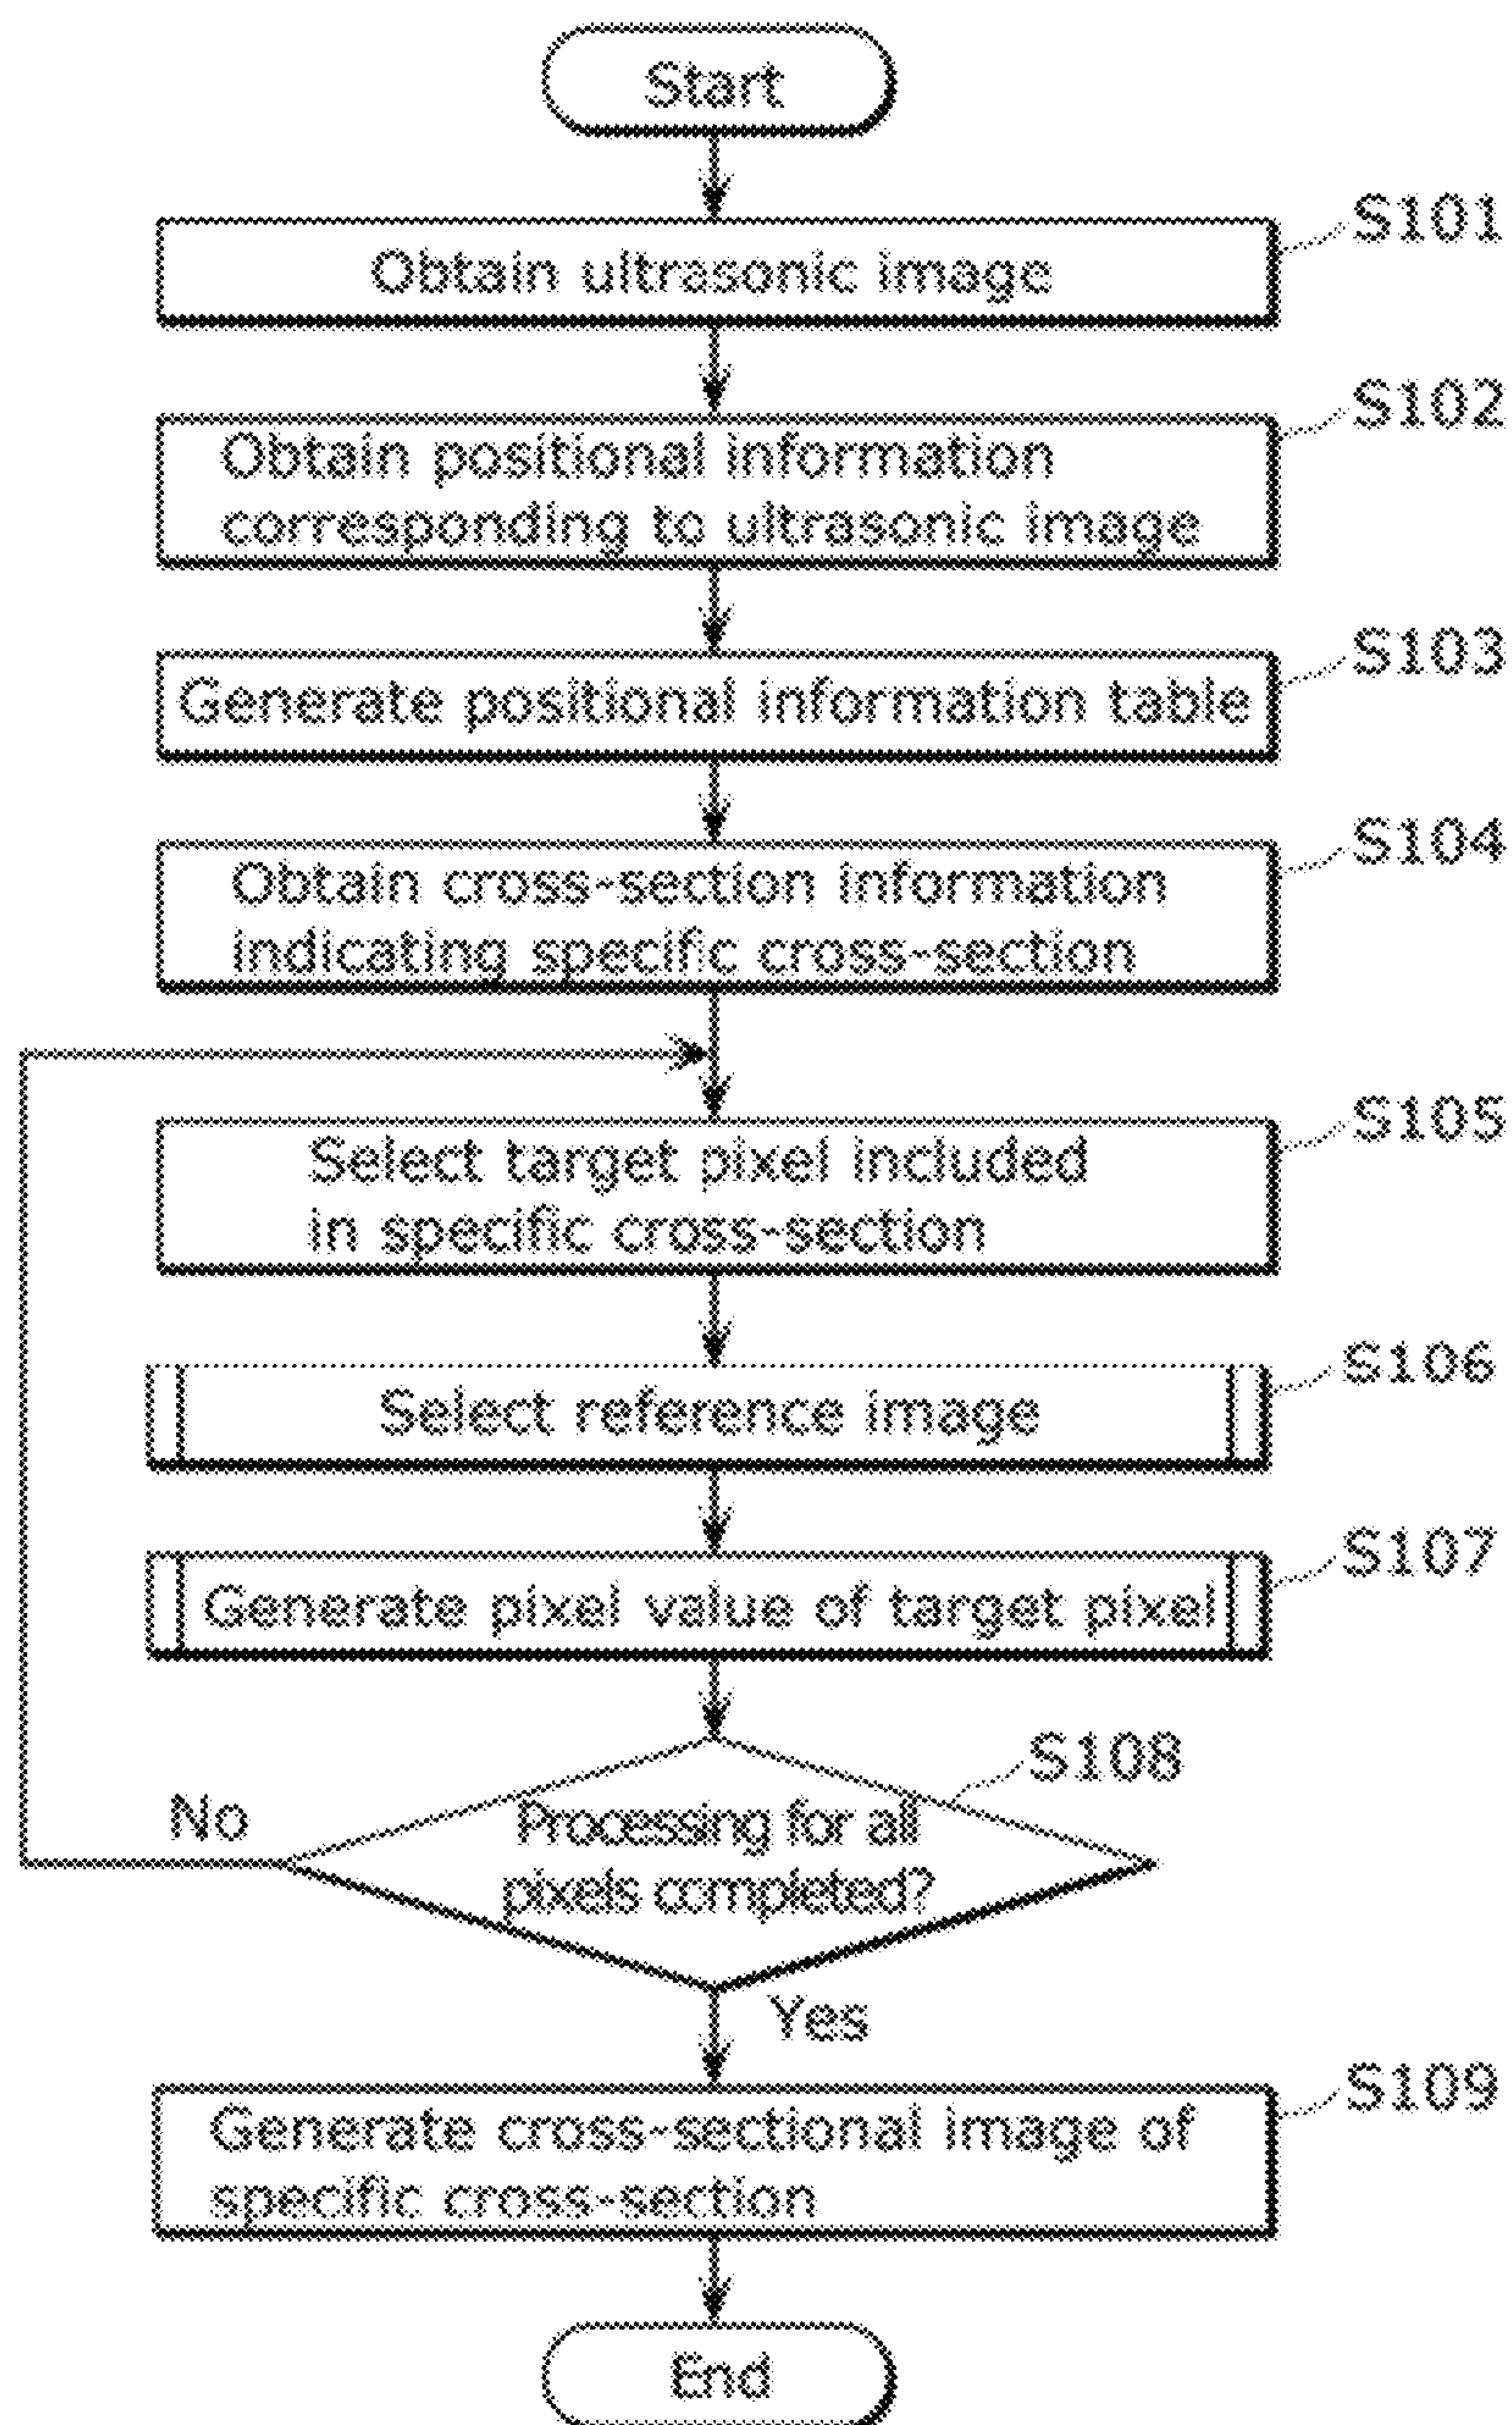 Start
S101
Obtain ultrasonic image
S102
Obtain positional information
corresponding to ultrasonic image
S103
Generate positional information table
S104
Obtain cross-section information
indicating specific cross-section
S105
Select target pixel included
in specific cross-section
S106
Select reference image
S107
Generate pixel value of target pixel
S108
Processing for all
pixels completed?
No
Yes
S109
Generate cross-sectional image of
specific cross-section
End